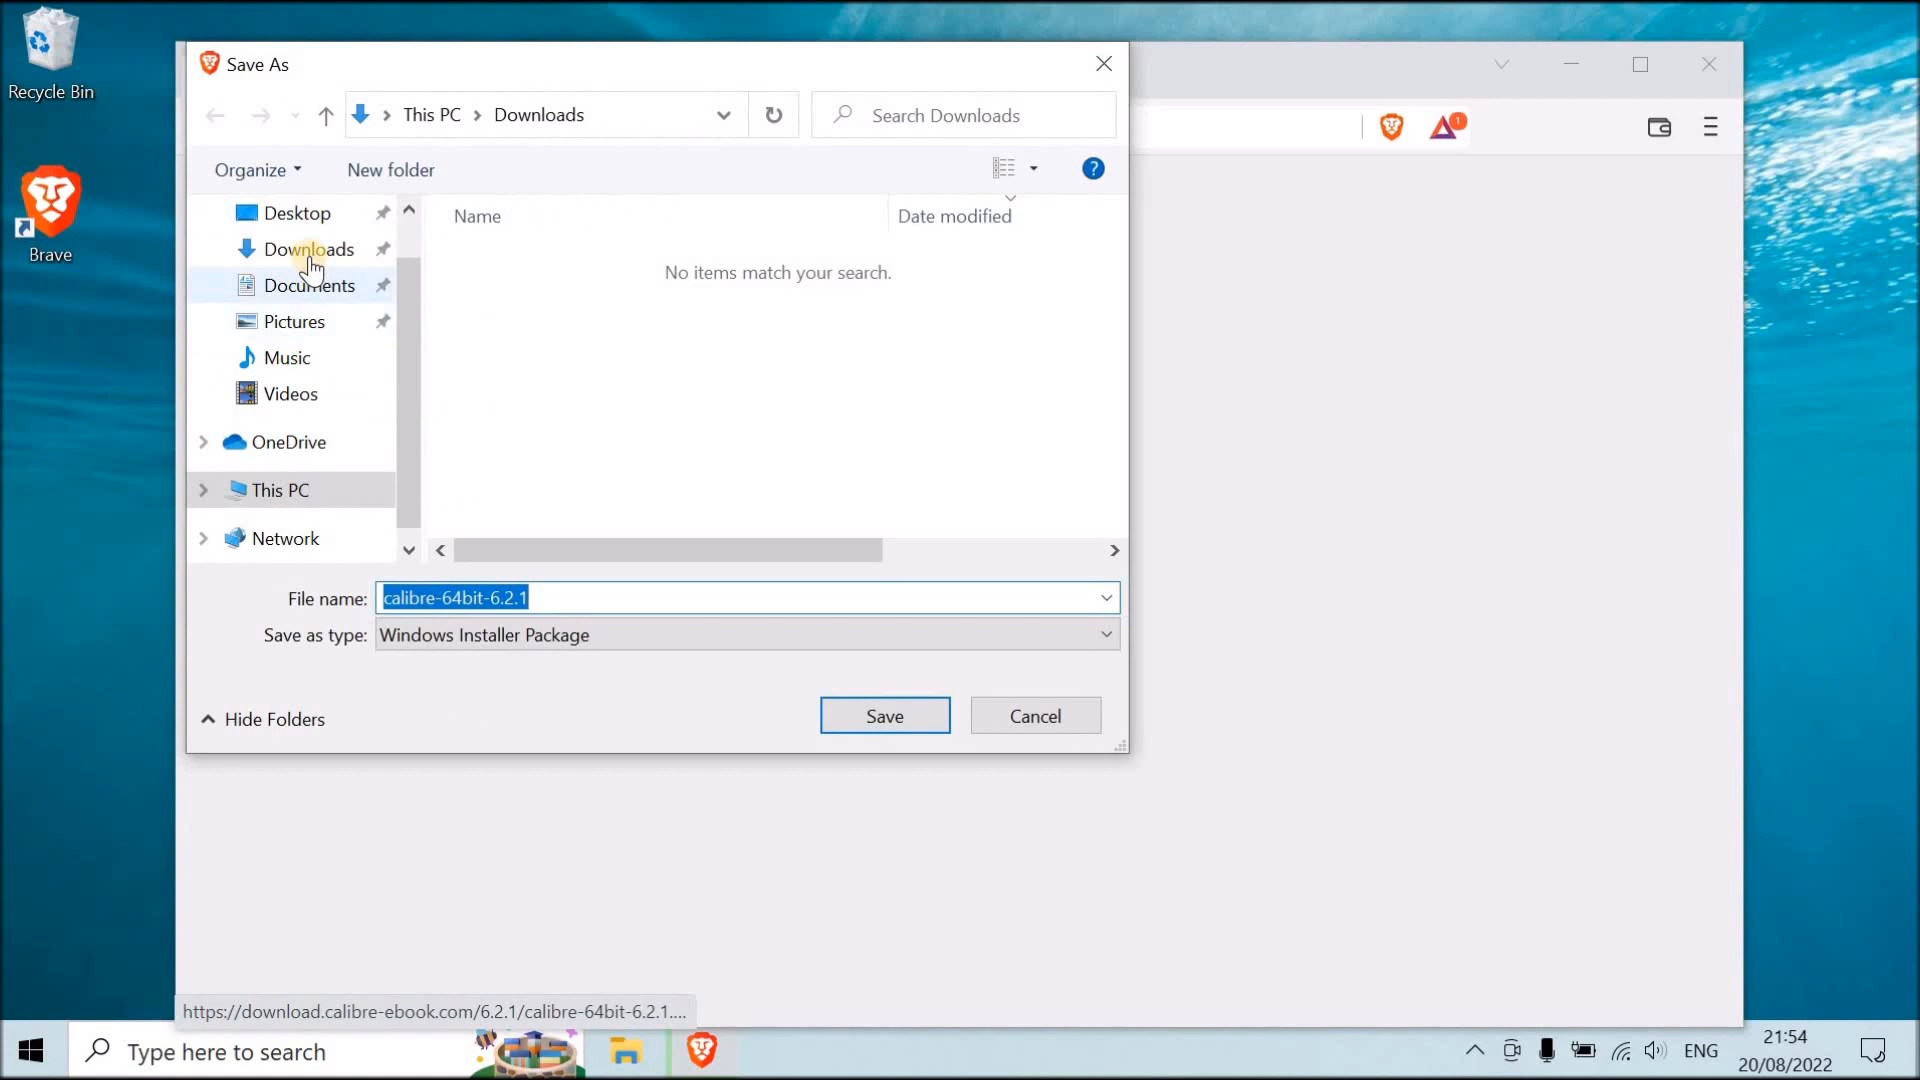 Recycle Bin
Brave
Save As
This PC
Downloads
Search Downloads
Organize
New folder
?
Desktop
Downloads
Documents
Pictures
Music
Videos
OneDrive
This PC
Network
Name
Date modified
No items match your search.
File name: calibre-64bit-6.2.1
Save as type: Windows Installer Package
Hide Folders
Save
Cancel
1
https://download.calibre-ebook.com/6.2.1/calibre-64bit-6.2.1....
Type here to search
ENG
21:54
20/08/2022